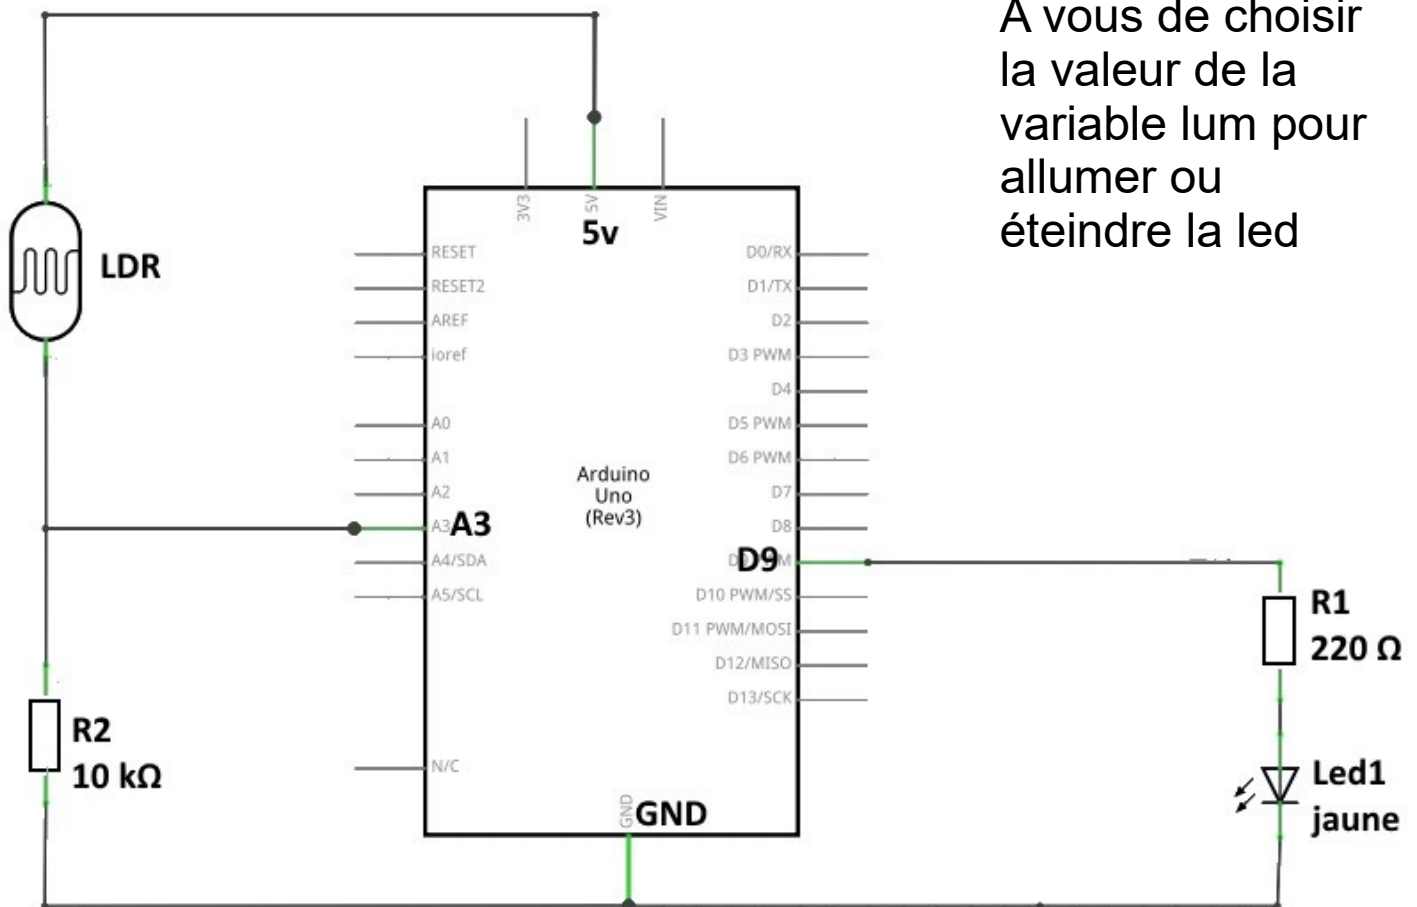 A vous de choisir
la valeur de la
variable lum pour
allumer ou
éteindre la led
3V3
5V
VIN
5v
LDR
RESET
RESET2
AREF
ioref
A0
A1
A2
A3
A3
A4/SDA
A5/SCL
N/C
Arduino
Uno
(Rev3)
D0/RX
D1/TX
D2
D3 PWM
D4
D5 PWM
D6 PWM
D7
D8
D9
D10 PWM/SS
D11 PWM/MOSI
D12/MISO
D13/SCK
R1
220 Ω
R2
10 kΩ
GND
GND
Led1
jaune